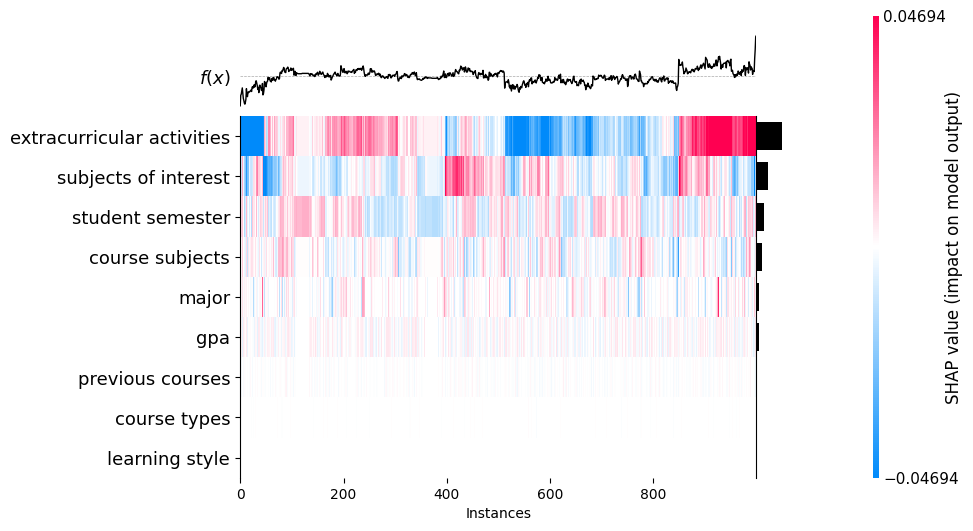 0.04694
f(x)
extracurricular activities
subjects of interest
student semester
course subjects
major
gpa
previous courses
course types
learning style
0 200 400 600 800
Instances
−0.04694
SHAP value (impact on model output)